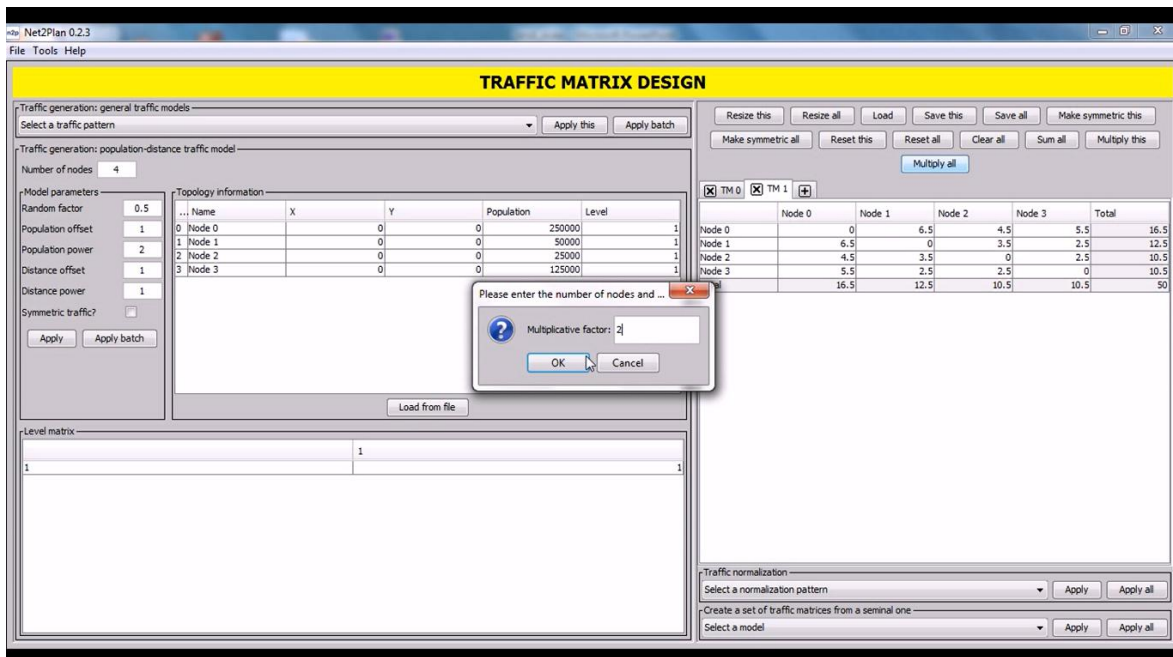 n2p Net2Plan 0.2.3
File Tools Help
TRAFFIC MATRIX DESIGN
Traffic generation: general traffic models
Select a traffic pattern
Apply this
Apply batch
Traffic generation: population-distance traffic model
Number of nodes 4
Model parameters
Random factor 0.5
Population offset 1
Population power 2
Distance offset 1
Distance power 1
Symmetric traffic?
Apply
Apply batch
Topology information
... Name X Y Population Level
0 Node 0 0 0 250000 1
1 Node 1 0 0 50000 1
2 Node 2 0 0 25000 1
3 Node 3 0 0 125000 1
Load from file
Level matrix
1
1 1
Please enter the number of nodes and ...
Multiplicative factor: 2
OK
Cancel
Resize this
Resize all
Load
Save this
Save all
Make symmetric this
Make symmetric all
Reset this
Reset all
Clear all
Sum all
Multiply this
Multiply all
TM 0
TM 1
Node 0 Node 1 Node 2 Node 3 Total
Node 0 0 6.5 4.5 5.5 16.5
Node 1 6.5 0 3.5 2.5 12.5
Node 2 4.5 3.5 0 2.5 10.5
Node 3 5.5 2.5 2.5 0 10.5
16.5 12.5 10.5 10.5 50
Traffic normalization
Select a normalization pattern
Apply
Apply all
Create a set of traffic matrices from a seminal one
Select a model
Apply
Apply all